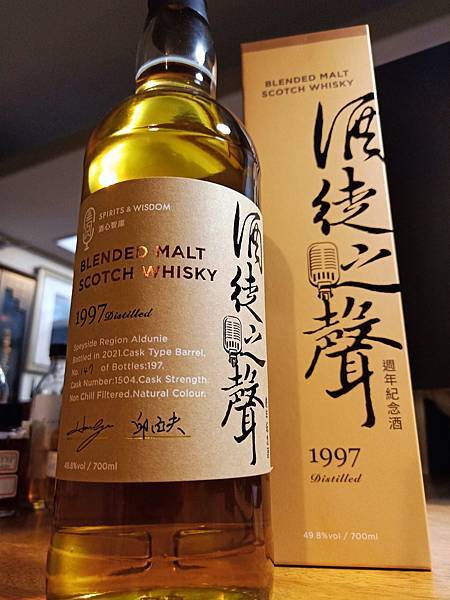 SPIRITS & WISDOM
酒心智庫
BLENDED MALT
SCOTCH WHISKY
1997 Distilled
Speyside Region Aldunie
Bottled in 2021.Cask Type Barrel.
No. of Bottles:197.
Cask Number:1504.Cask Strength.
Non Chill Filtered.Natural Colour.
49.8%vol / 700ml
酒徒之聲
BLENDED MALT
SCOTCH WHISKY
酒徒之聲
週年紀念酒
1997
Distilled
49.8%vol / 700ml